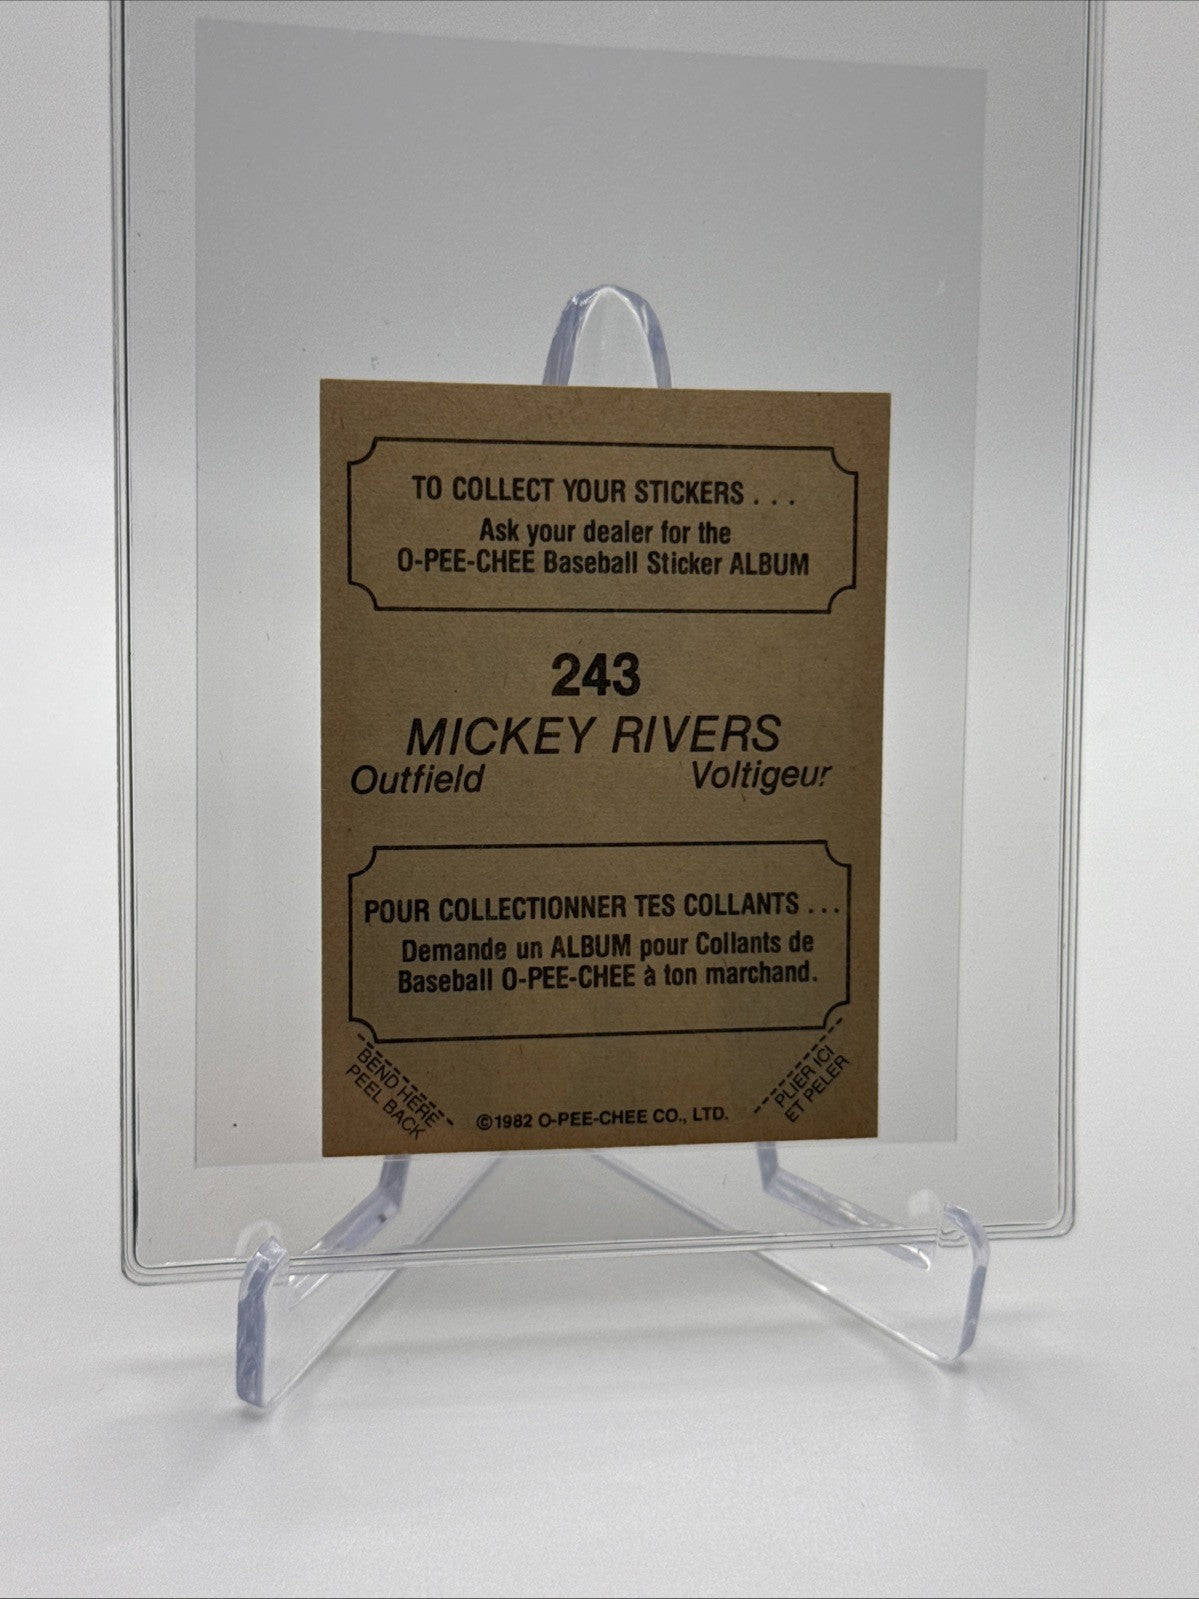 TO COLLECT YOUR STICKERS . . .
Ask your dealer for the
O-PEE-CHEE Baseball Sticker ALBUM
243
MICKEY RIVERS
Outfield Voltigeur
POUR COLLECTIONNER TES COLLANTS . . .
Demande un ALBUM pour Collants de
Baseball O-PEE-CHEE à ton marchand.
BEND HERE
PEEL BACK
©1982 O-PEE-CHEE CO., LTD.
PLIER ICI
ET PELER